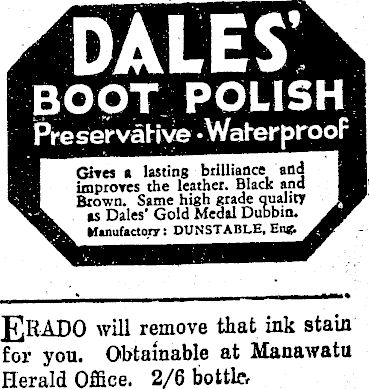 DALES'
BOOT POLISH
Preservative · Waterproof
Gives a lasting brilliance and
improves the leather. Black and
Brown. Same high grade quality
as Dales' Gold Medal Dubbin.
Manufactory: DUNSTABLE, Eng.
ERADO will remove that ink stain
for you. Obtainable at Manawatu
Herald Office. 2/6 bottle.